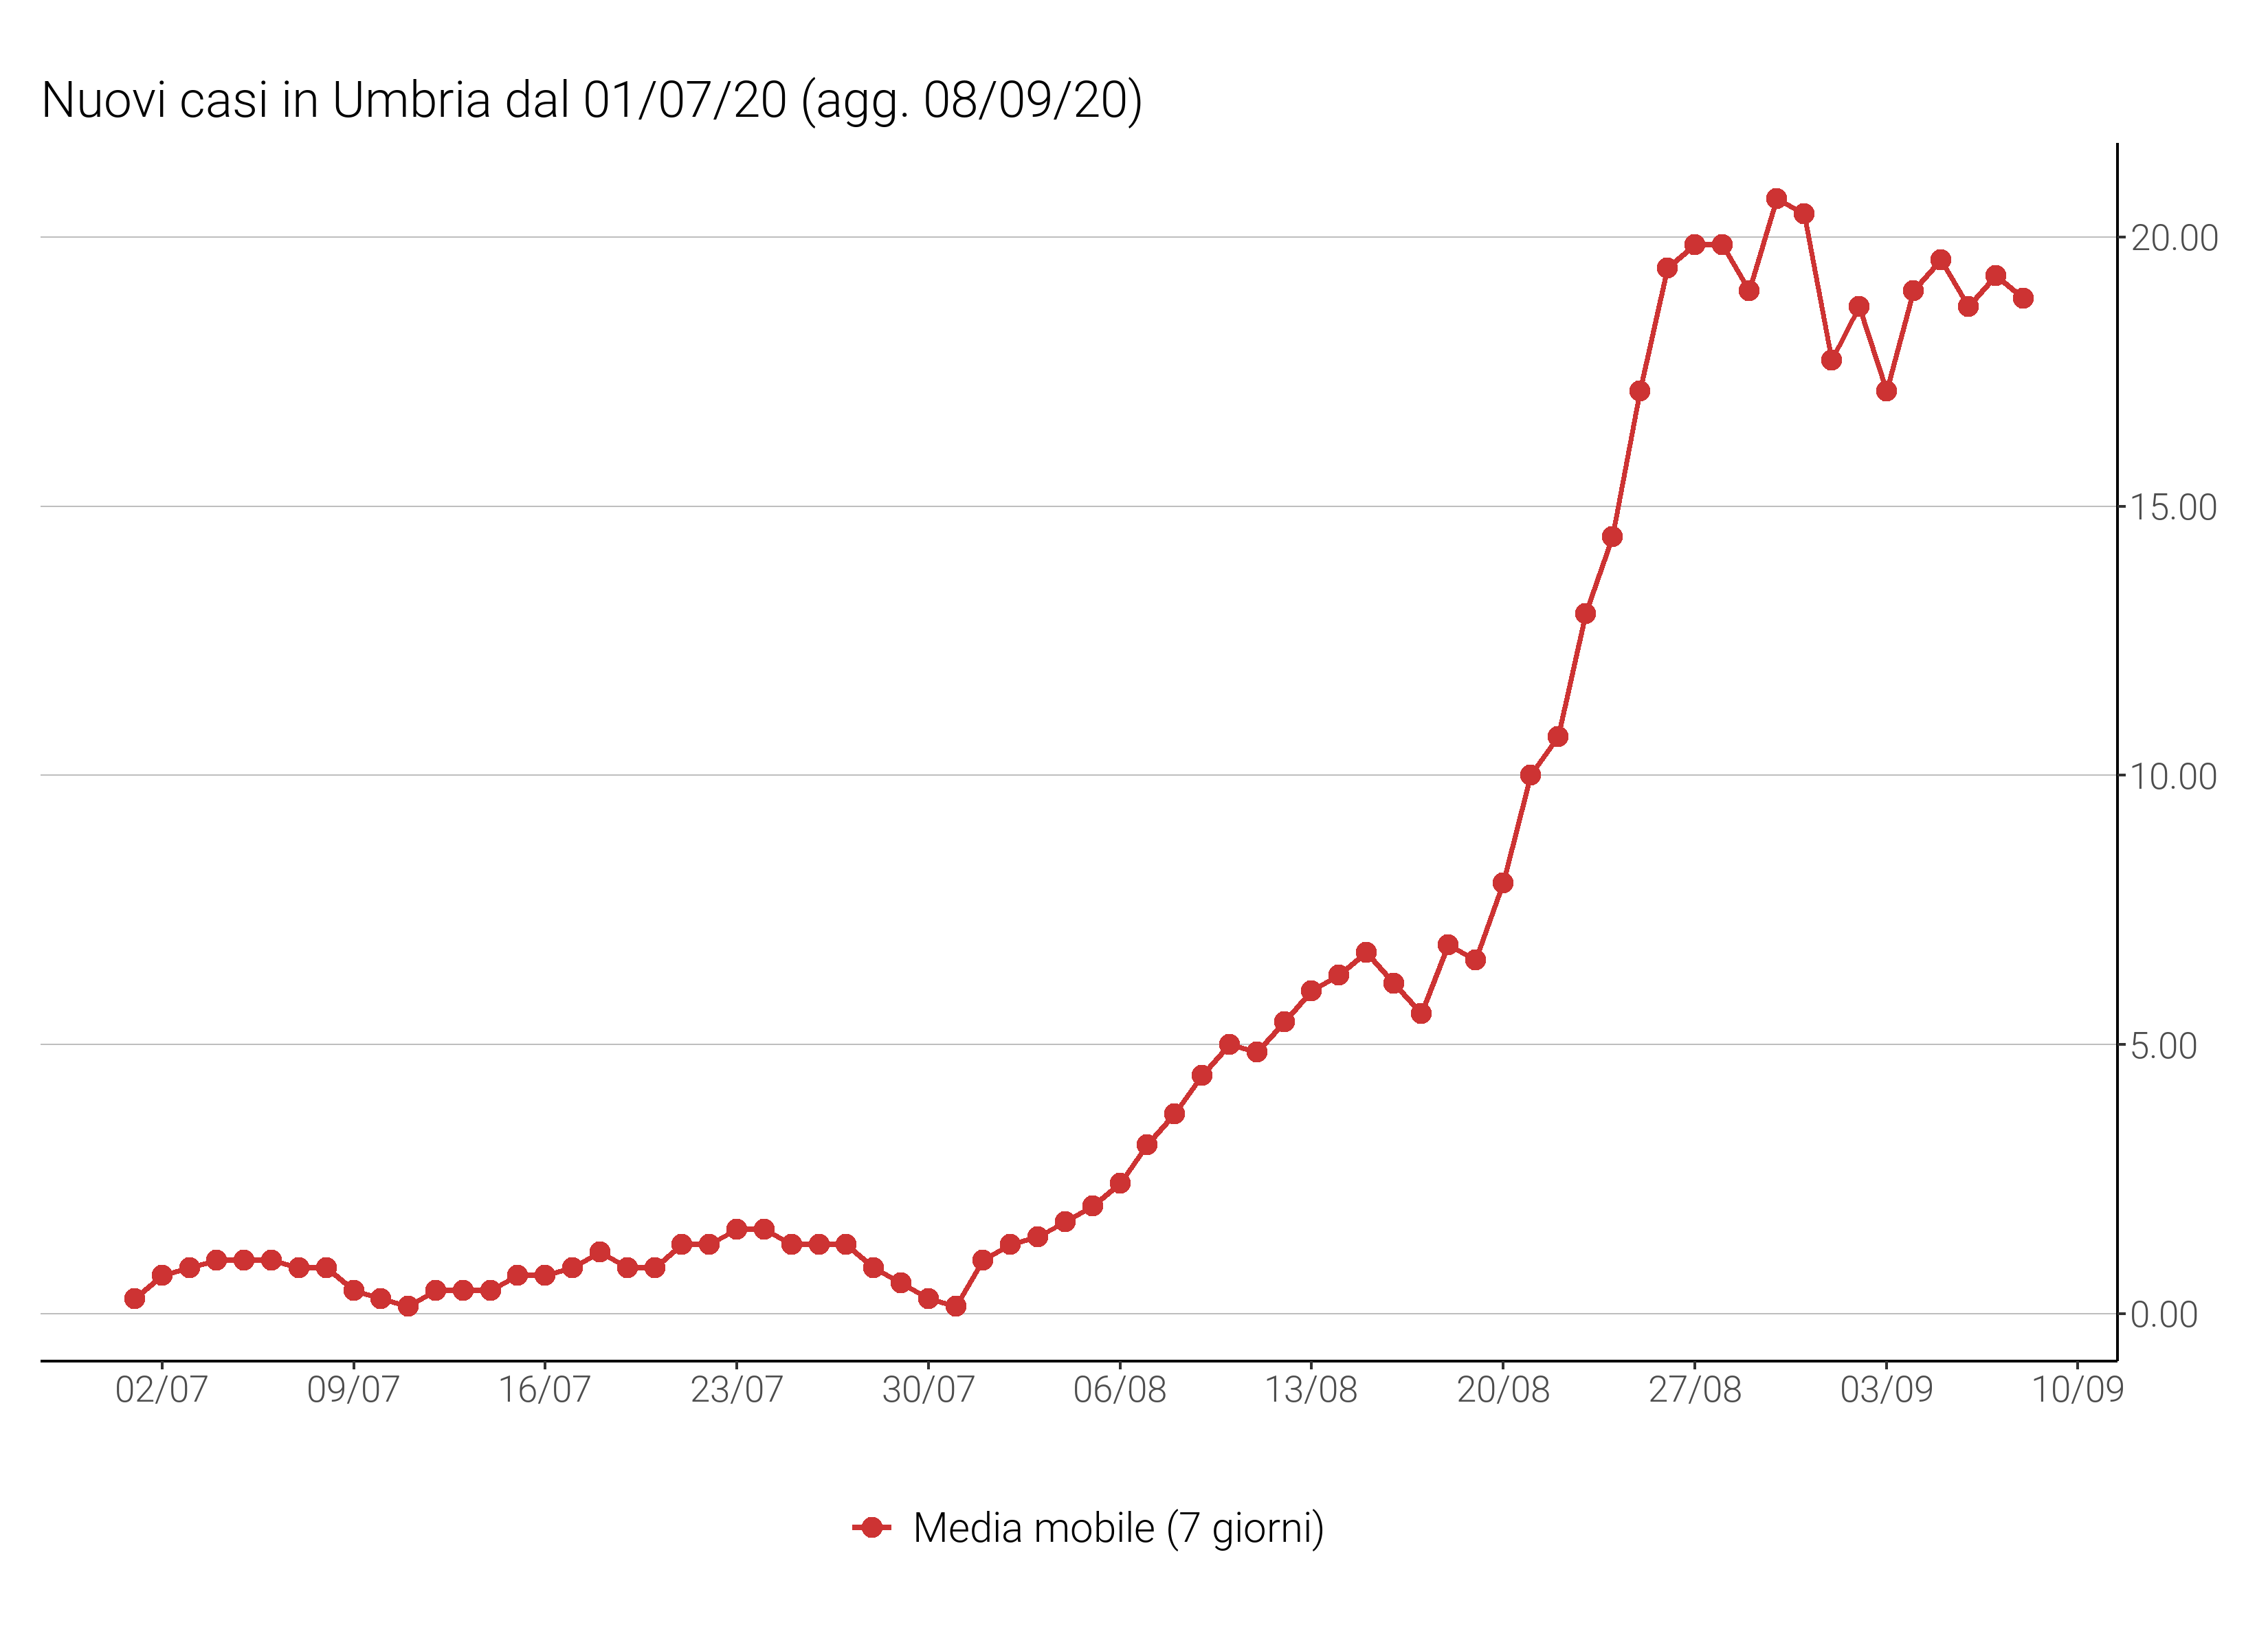 Nuovi casi in Umbria dal 01/07/20 (agg. 08/09/20)
20.00
15.00
10.00
5.00
0.00
02/07 09/07 16/07 23/07 30/07 06/08 13/08 20/08 27/08 03/09 10/09
Media mobile (7 giorni)